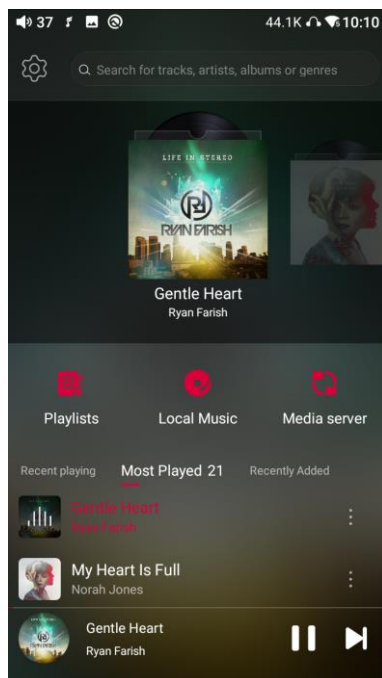 37 44.1K 10:10
Search for tracks, artists, albums or genres
LIFE IN STEREO
RYAN FARISH
Gentle Heart
Ryan Farish
Playlists Local Music Media server
Recent playing Most Played 21 Recently Added
Gentle Heart
Ryan Farish
My Heart Is Full
Norah Jones
Gentle Heart
Ryan Farish